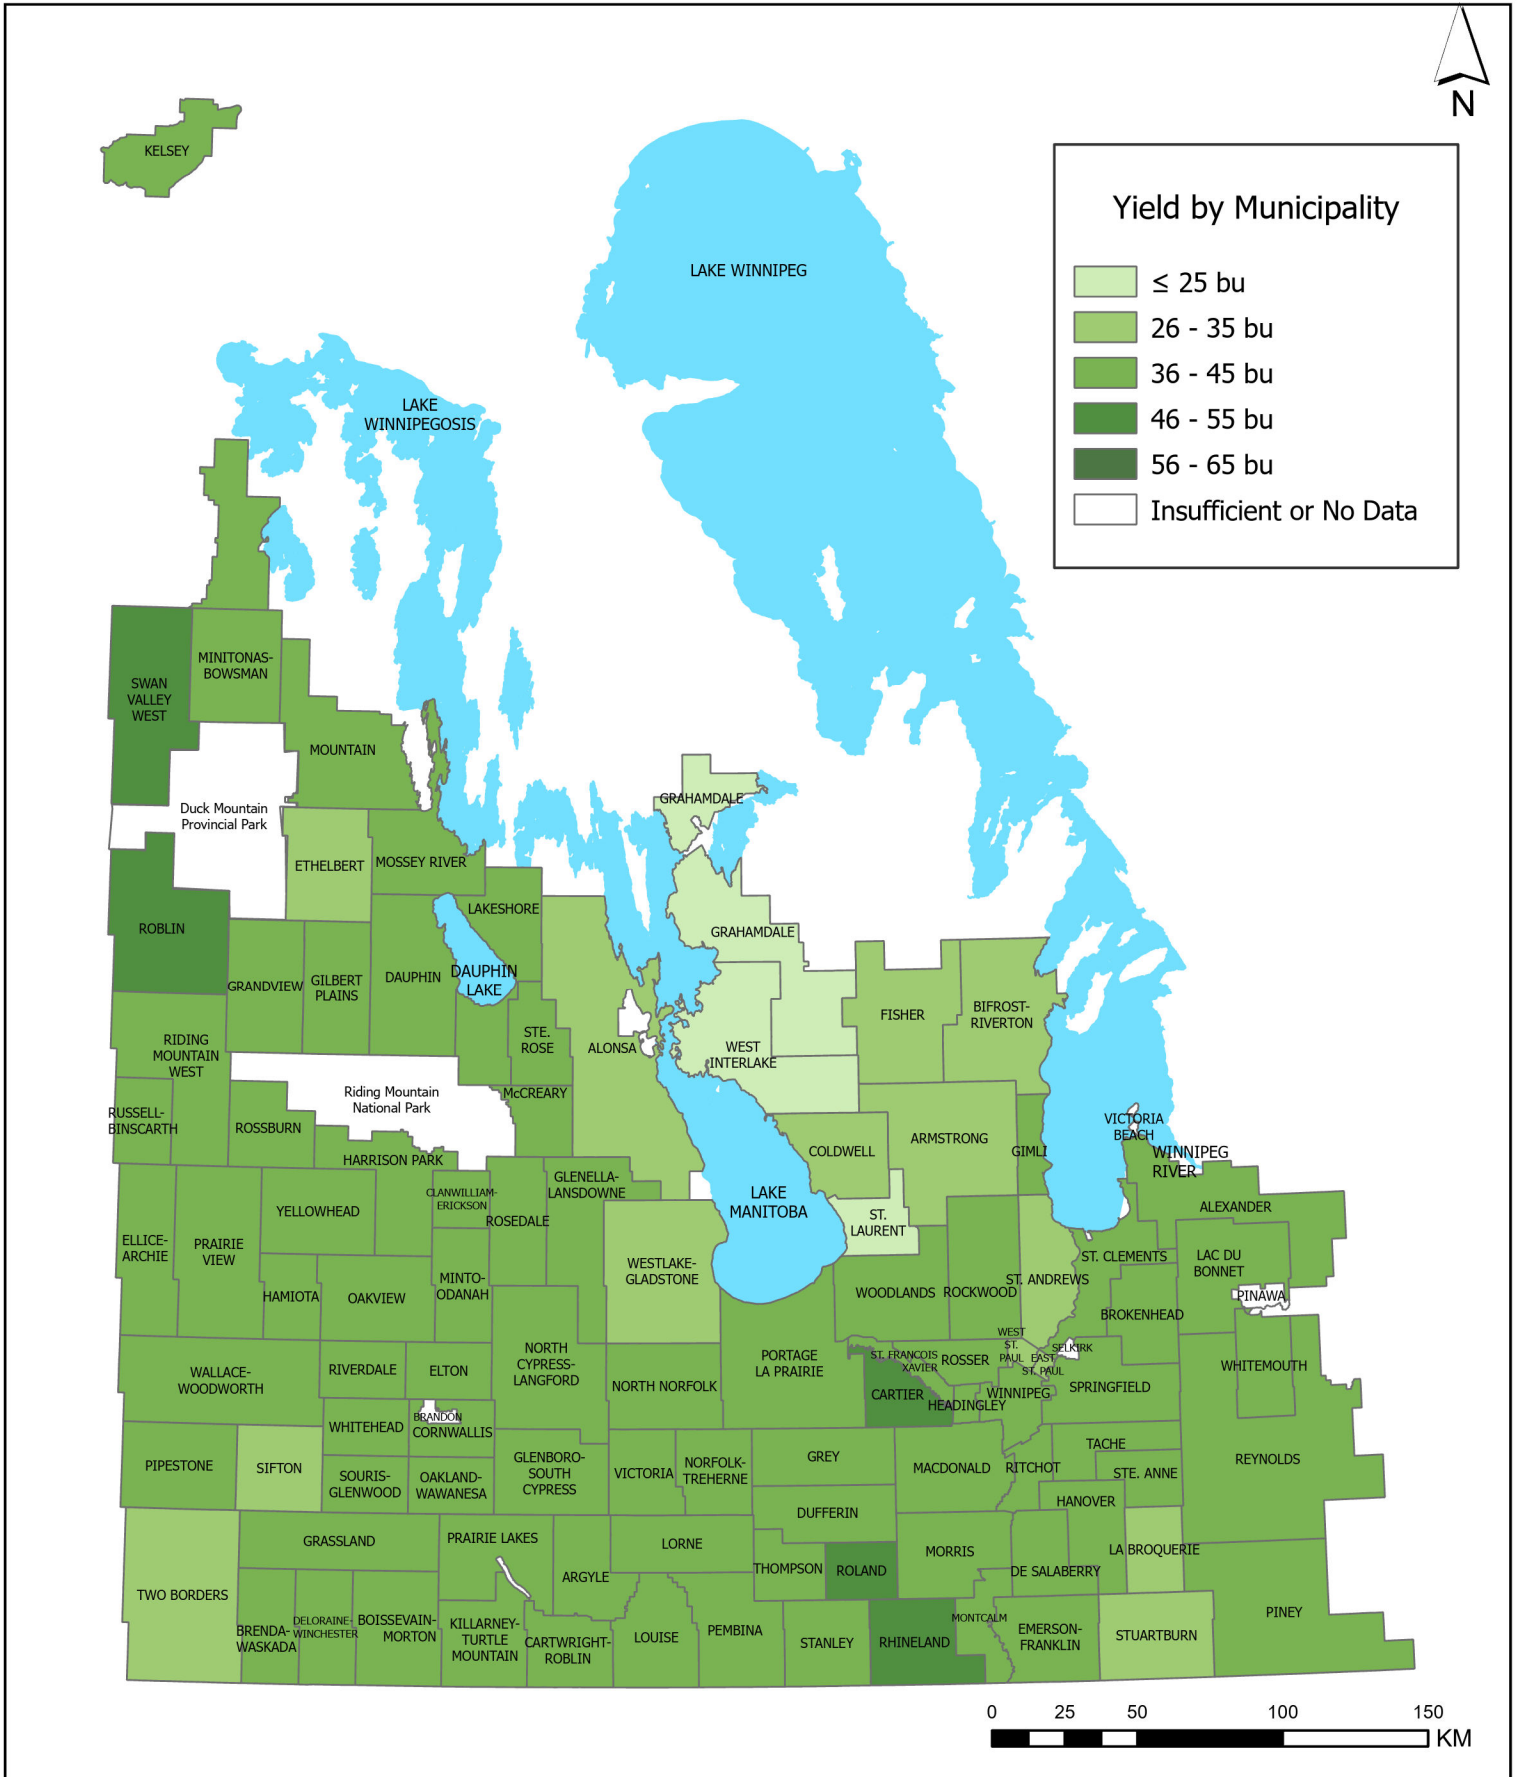 N
KELSEY
Yield by Municipality
≤ 25 bu
26 - 35 bu
36 - 45 bu
46 - 55 bu
56 - 65 bu
Insufficient or No Data
LAKE WINNIPEG
LAKE
WINNIPEGOSIS
MINITONAS-
BOWSMAN
SWAN
VALLEY
WEST
MOUNTAIN
Duck Mountain
Provincial Park
GRAHAMDALE
ETHELBERT
MOSSEY RIVER
LAKESHORE
ROBLIN
GRAHAMDALE
DAUPHIN
DAUPHIN
LAKE
GRANDVIEW
GILBERT
PLAINS
FISHER
BIFROST-
RIVERTON
STE.
ROSE
ALONSA
WEST
INTERLAKE
RIDING
MOUNTAIN
WEST
Riding Mountain
National Park
McCREARY
RUSSELL-
BINSCARTH
ROSSBURN
HARRISON PARK
COLDWELL
ARMSTRONG
GIMLI
VICTORIA
BEACH
WINNIPEG
RIVER
GLENELLA-
LANSDOWNE
CLANWILLIAM-
ERICKSON
ROSEDALE
YELLOWHEAD
LAKE
MANITOBA
ST.
LAURENT
ALEXANDER
ELLICE-
ARCHIE
PRAIRIE
VIEW
WESTLAKE-
GLADSTONE
ST. CLEMENTS
LAC DU
BONNET
MINTO-
ODANAH
HAMIOTA
OAKVIEW
WOODLANDS
ROCKWOOD
ST. ANDREWS
PINAWA
BROKENHEAD
NORTH
CYPRESS-
LANGFORD
WEST
ST.
PAUL
SELKIRK
EAST
ST. PAUL
ST. FRANCOIS
XAVIER
ROSSER
PORTAGE
LA PRAIRIE
WHITEMOUTH
WALLACE-
WOODWORTH
RIVERDALE
ELTON
NORTH NORFOLK
CARTIER
HEADINGLEY
WINNIPEG
SPRINGFIELD
BRANDON
WHITEHEAD
CORNWALLIS
TACHE
PIPESTONE
SIFTON
SOURIS-
GLENWOOD
OAKLAND-
WAWANESA
GLENBORO-
SOUTH
CYPRESS
VICTORIA
NORFOLK-
TREHERNE
GREY
MACDONALD
RITCHOT
STE. ANNE
REYNOLDS
HANOVER
DUFFERIN
GRASSLAND
PRAIRIE LAKES
LORNE
MORRIS
LA BROQUERIE
DE SALABERRY
TWO BORDERS
ARGYLE
THOMPSON
ROLAND
PINEY
BRENDA-
WASKADA
DELORAINE-
WINCHESTER
BOISSEVAIN-
MORTON
KILLARNEY-
TURTLE
MOUNTAIN
CARTWRIGHT-
ROBLIN
LOUISE
PEMBINA
STANLEY
RHINELAND
MONTCALM
EMERSON-
FRANKLIN
STUARTBURN
0 25 50 100 150
KM